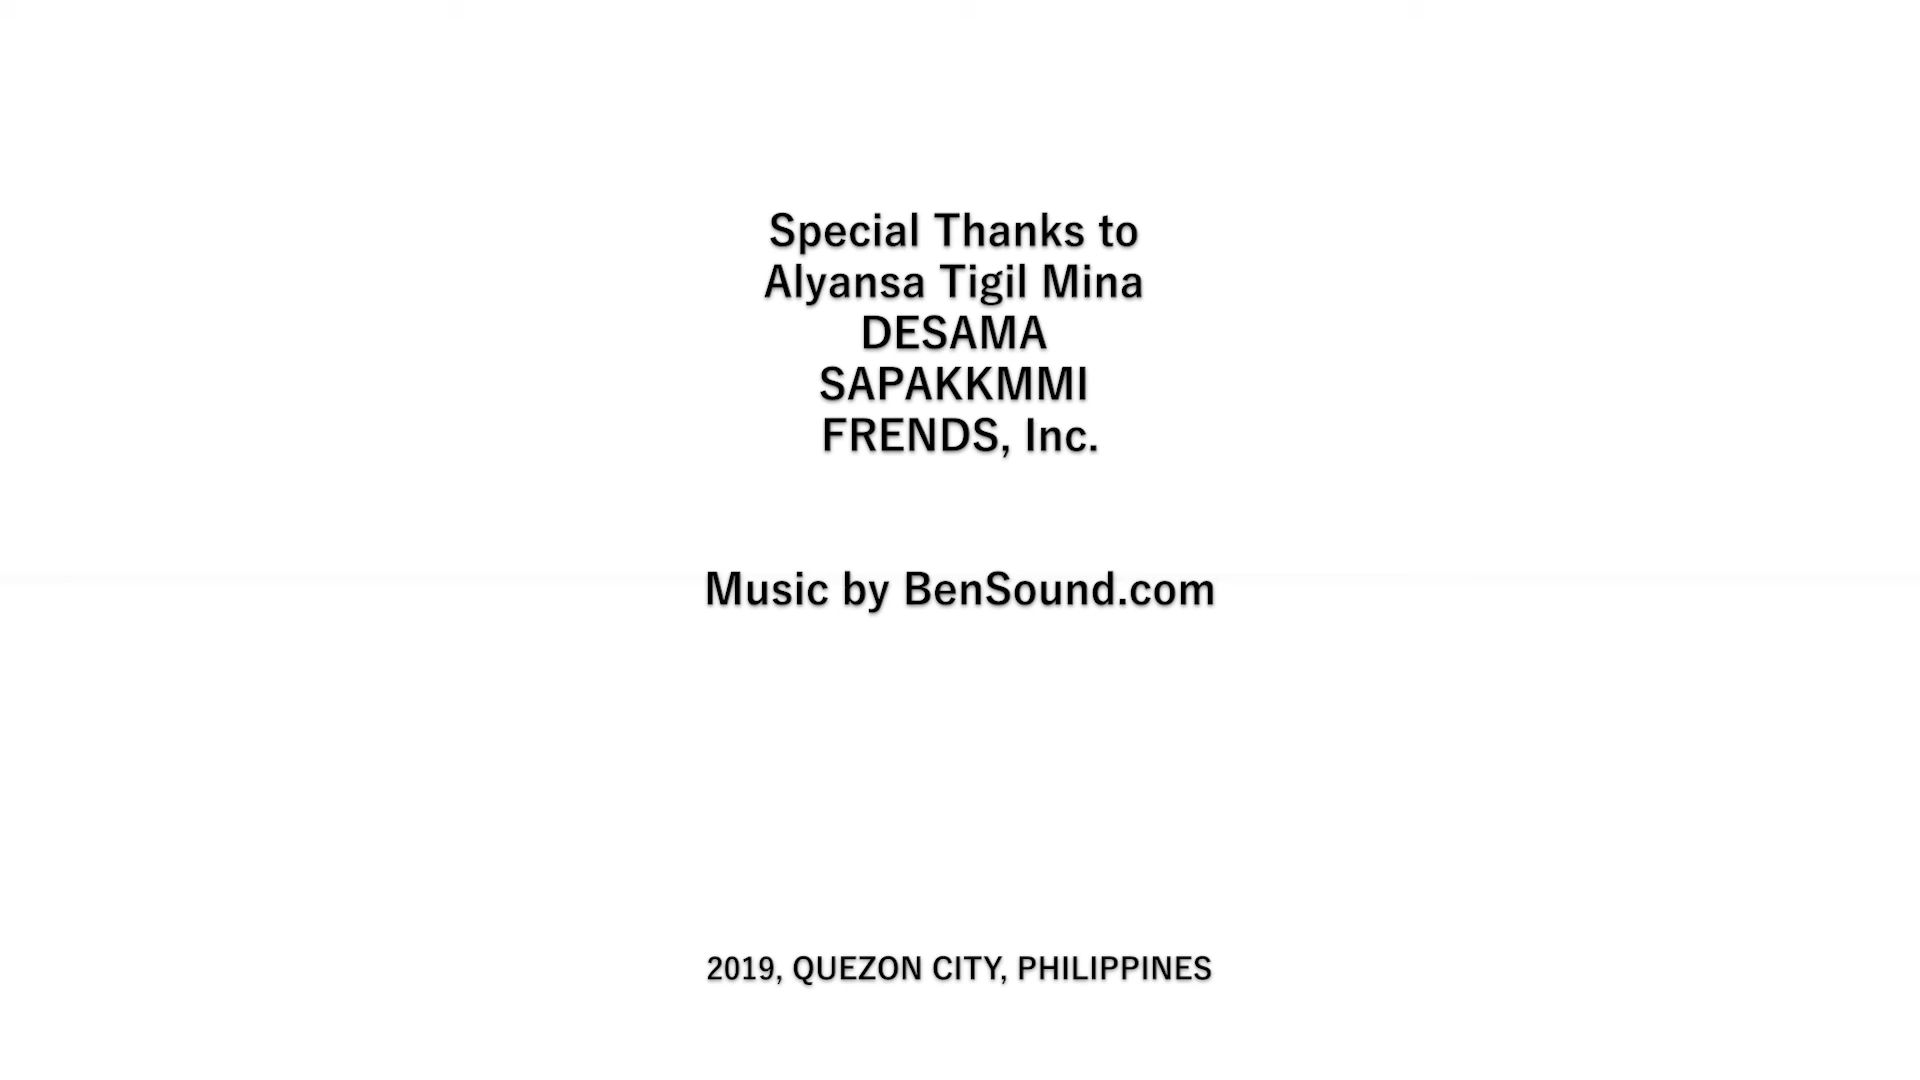 Special Thanks to
Alyansa Tigil Mina
DESAMA
SAPAKKMMI
FRENDS, Inc.
Music by BenSound.com
2019, QUEZON CITY, PHILIPPINES